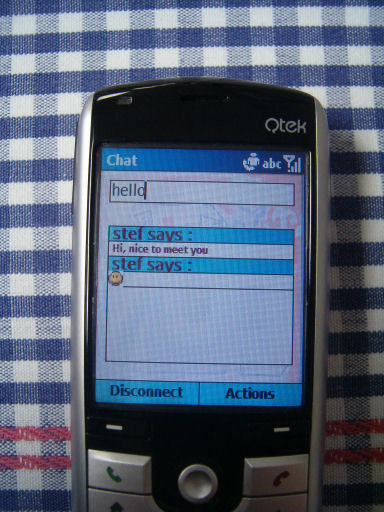 Qtek
Chat abc
hello
stef says :
Hi, nice to meet you
stef says :
Disconnect Actions